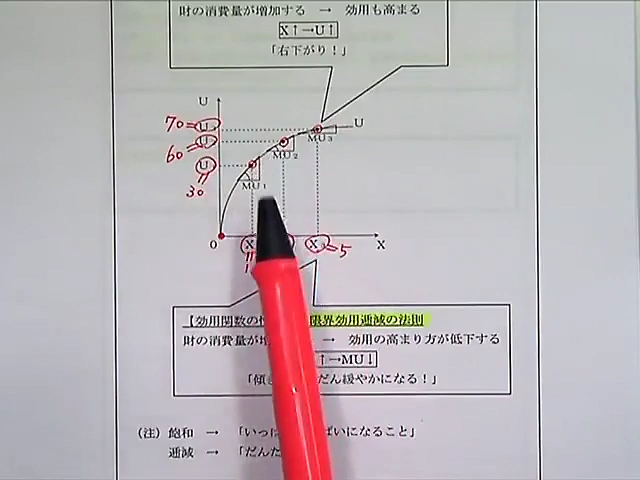 財の消費量が増加する → 効用も高まる
X↑→U↑
「右下がり！」
U
70=U
60=U
U
30
U
MU3
MU2
MU1
0
X
X
=5
X
【効用関数の 限界効用逓減の法則
財の消費量が増 → 効用の高まり方が低下する
↑→MU↓
「傾き だん緩やかになる！」
（注）飽和 → 「いっぱ ぱいになること」
逓減 → 「だんだ